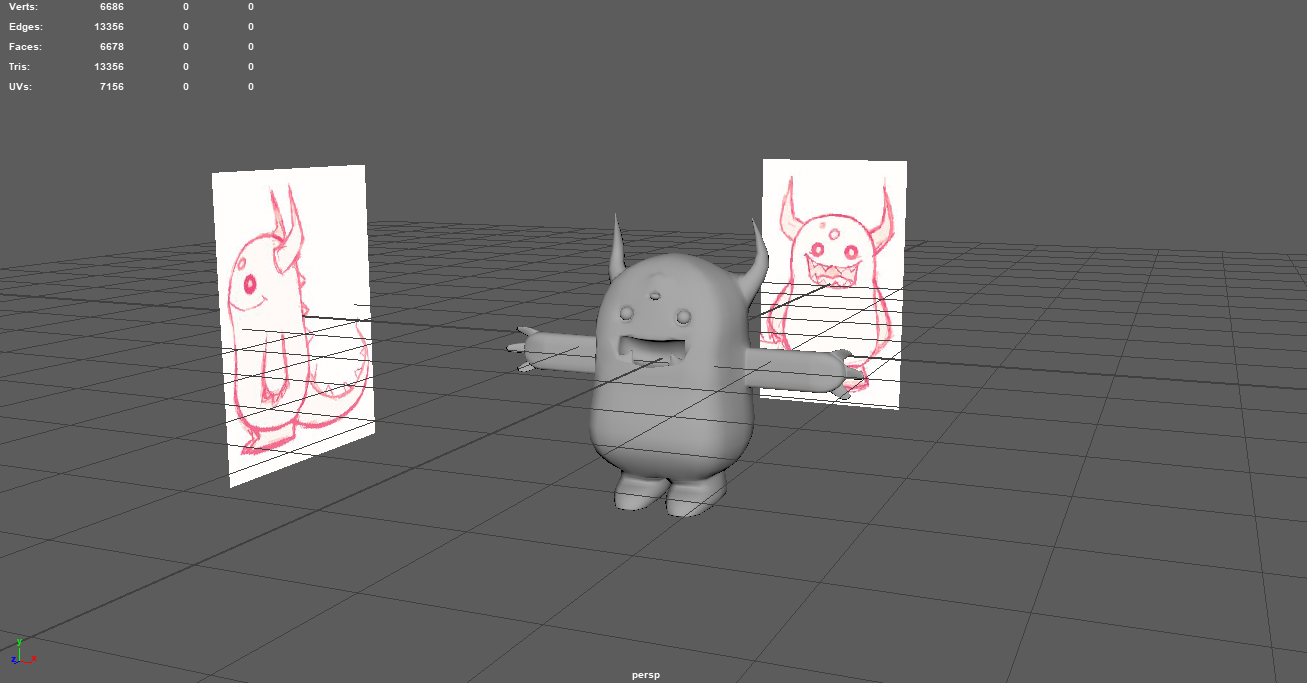 Verts: 6686 0 0
Edges: 13356 0 0
Faces: 6678 0 0
Tris: 13356 0 0
UVs: 7156 0 0
y
z x
persp